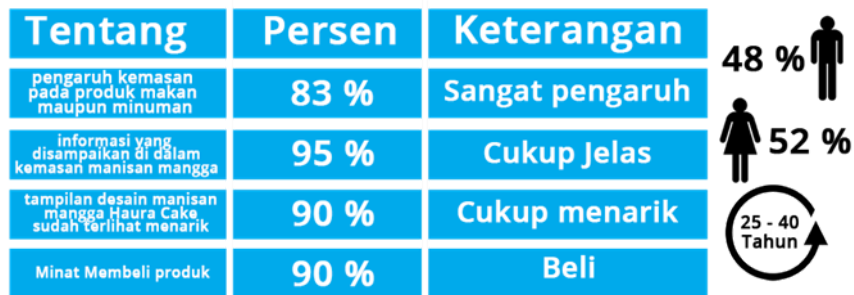 Tentang Persen Keterangan
pengaruh kemasan
pada produk makan
maupun minuman
83 % Sangat pengaruh
informasi yang
disampaikan di dalam
kemasan manisan mangga
95 % Cukup Jelas
tampilan desain manisan
mangga Haura Cake
sudah terlihat menarik
90 % Cukup menarik
Minat Membeli produk 90 % Beli
48 %
52 %
25 - 40
Tahun